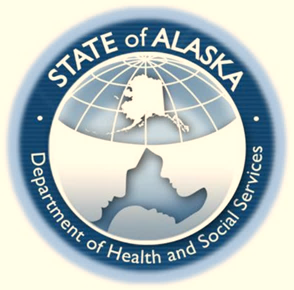 STATE of ALASKA
Department of Health and Social Services